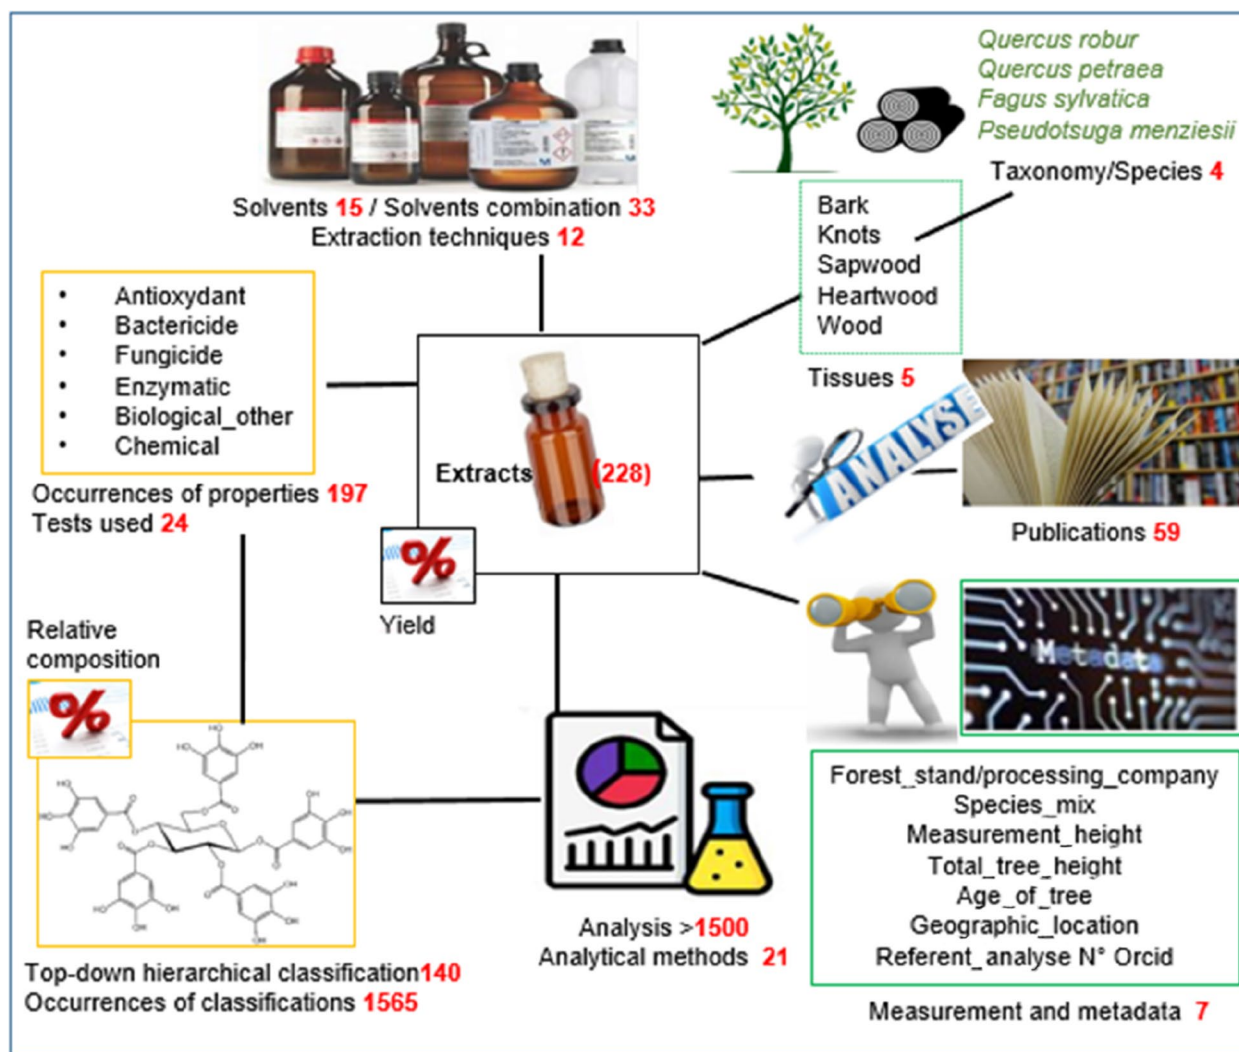 Quercus robur
Quercus petraea
Fagus sylvatica
Pseudotsuga menziesii
Taxonomy/Species 4
Solvents 15 / Solvents combination 33
Extraction techniques 12
Bark
Knots
Sapwood
Heartwood
Wood
Tissues 5
• Antioxydant
• Bactericide
• Fungicide
• Enzymatic
• Biological_other
• Chemical
Occurrences of properties 197
Tests used 24
Extracts (228)
%
Yield
ANALYSE
Publications 59
Metadata
Relative
composition
%
OH
HO
O
Forest_stand/processing_company
Species_mix
Measurement_height
Total_tree_height
Age_of_tree
Geographic_location
Referent_analyse N° Orcid
Measurement and metadata 7
Analysis >1500
Analytical methods 21
Top-down hierarchical classification140
Occurrences of classifications 1565